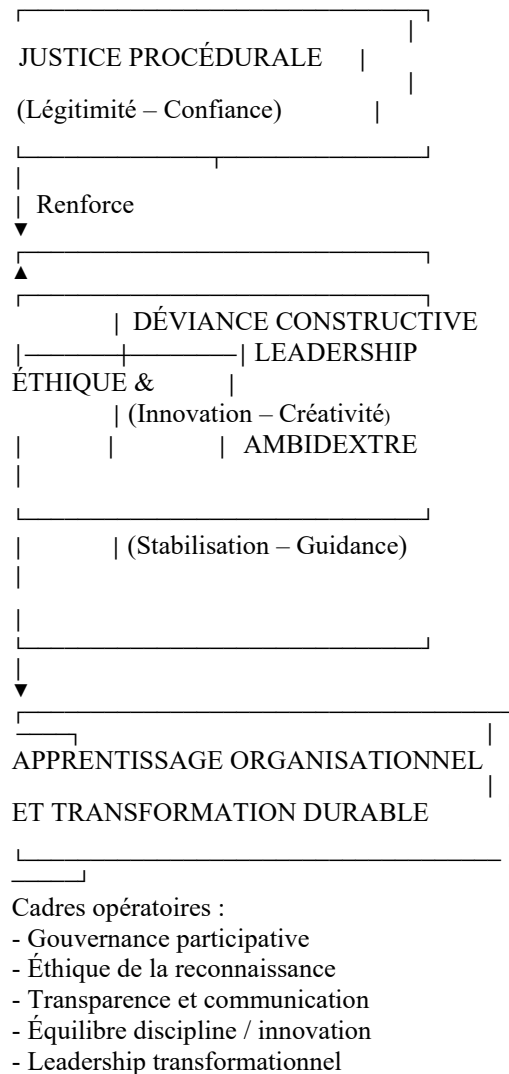 JUSTICE PROCÉDURALE
(Légitimité – Confiance)
Renforce
DÉVIANCE CONSTRUCTIVE
LEADERSHIP
ÉTHIQUE &
(Innovation – Créativité)
AMBIDEXTRE
(Stabilisation – Guidance)
APPRENTISSAGE ORGANISATIONNEL
ET TRANSFORMATION DURABLE
Cadres opératoires :
- Gouvernance participative
- Éthique de la reconnaissance
- Transparence et communication
- Équilibre discipline / innovation
- Leadership transformationnel